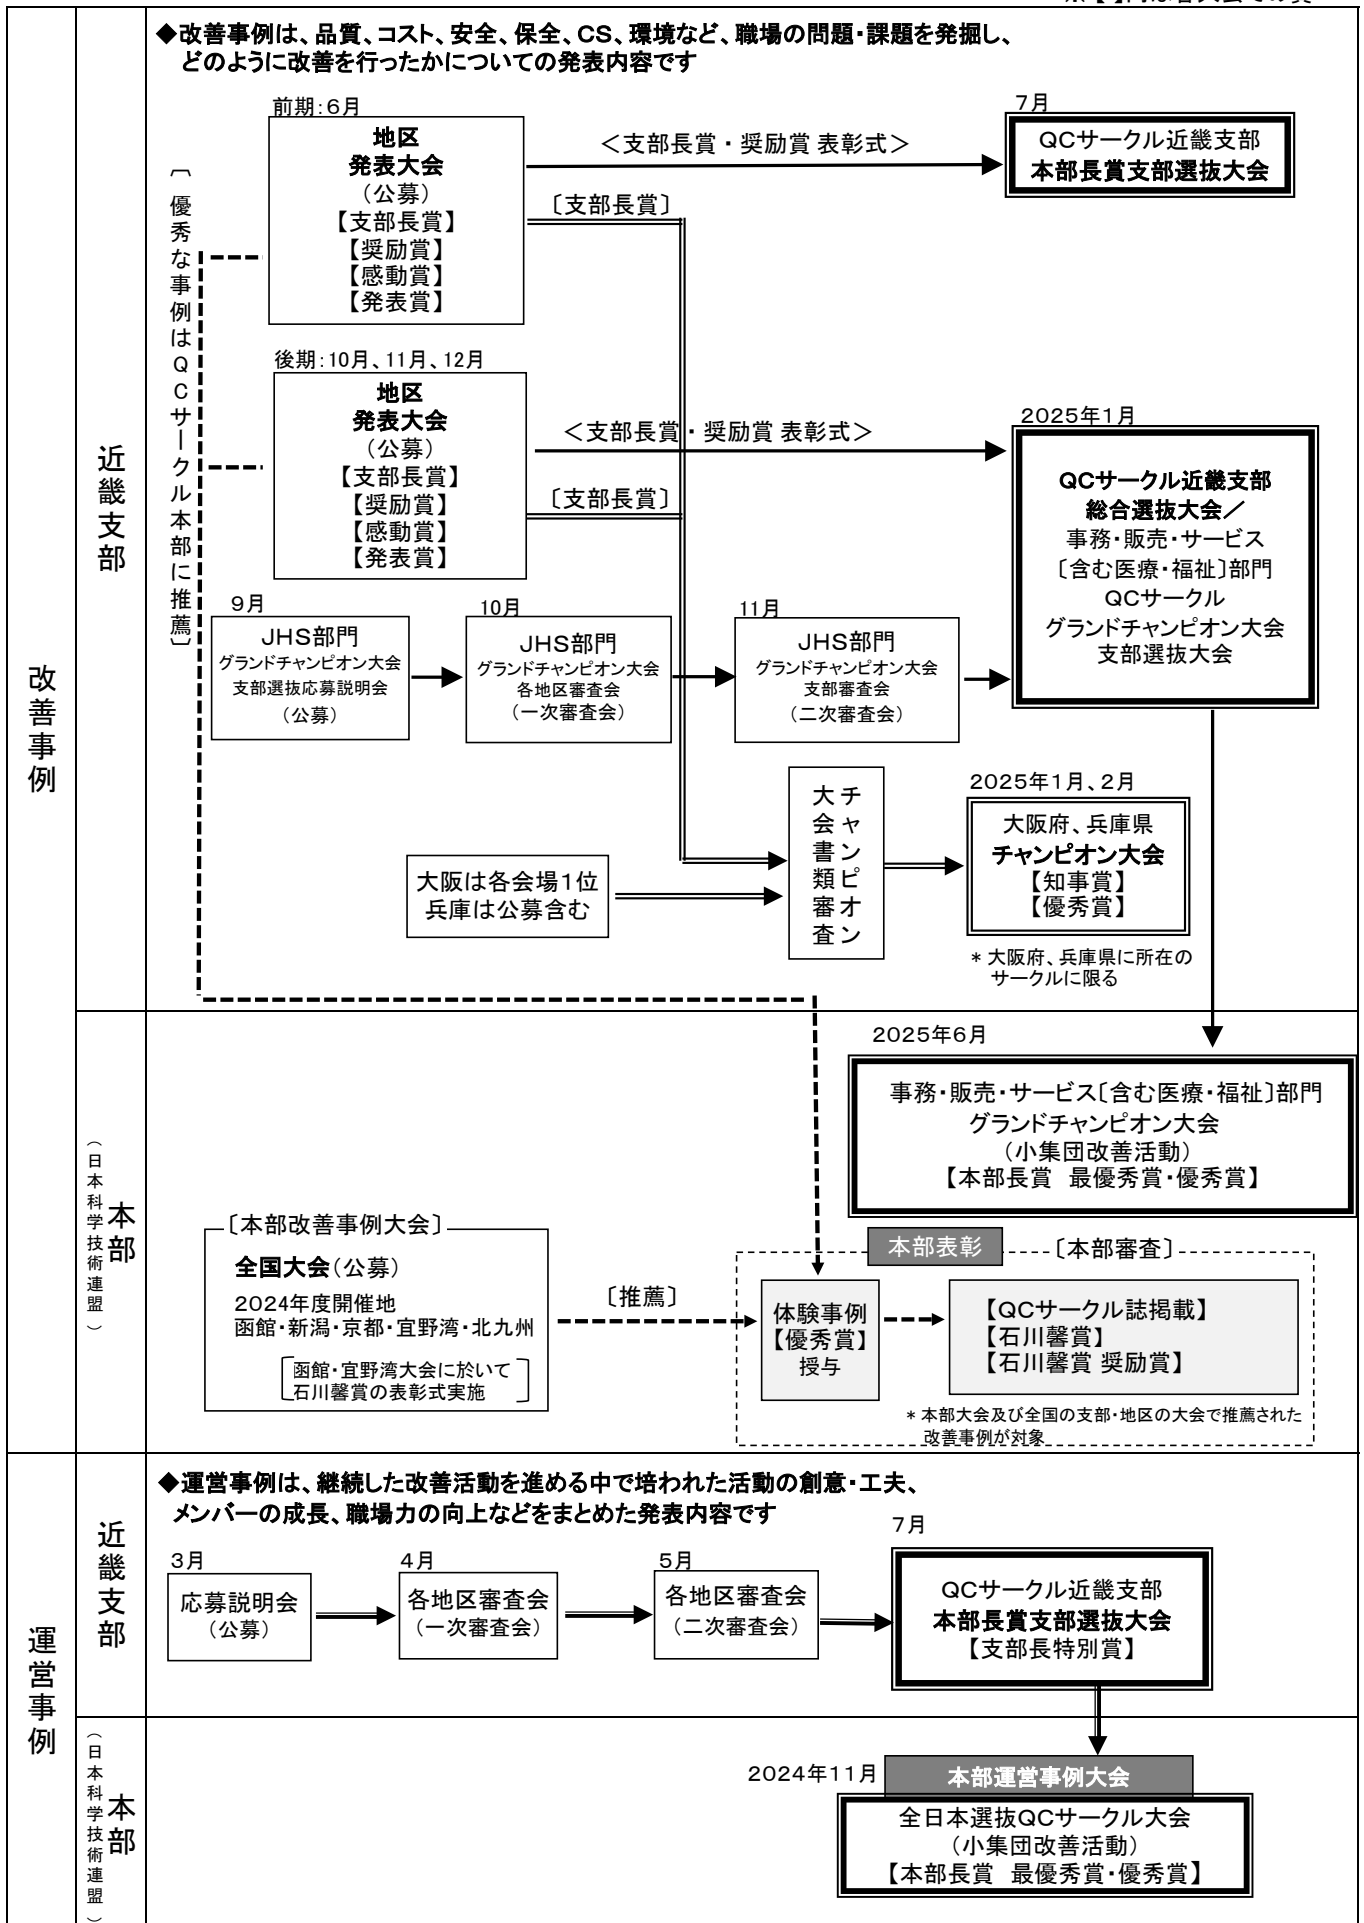 改善事例
近畿支部
◆改善事例は、品質、コスト、安全、保全、CS、環境など、職場の問題・課題を発掘し、
どのように改善を行ったかについての発表内容です
〔優秀な事例はQCサークル本部に推薦〕
前期：6月
地区
発表大会
（公募）
【支部長賞】
【奨励賞】
【感動賞】
【発表賞】
＜支部長賞・奨励賞 表彰式＞
〔支部長賞〕
7月
QCサークル近畿支部
本部長賞支部選抜大会
後期：10月、11月、12月
地区
発表大会
（公募）
【支部長賞】
【奨励賞】
【感動賞】
【発表賞】
＜支部長賞・奨励賞 表彰式＞
〔支部長賞〕
2025年1月
QCサークル近畿支部
総合選抜大会／
事務・販売・サービス
〔含む医療・福祉〕部門
QCサークル
グランドチャンピオン大会
支部選抜大会
9月
JHS部門
グランドチャンピオン大会
支部選抜応募説明会
（公募）
10月
JHS部門
グランドチャンピオン大会
各地区審査会
（一次審査会）
11月
JHS部門
グランドチャンピオン大会
支部審査会
（二次審査会）
大阪は各会場1位
兵庫は公募含む
チャンピオン
大会書類審査
2025年1月、2月
大阪府、兵庫県
チャンピオン大会
【知事賞】
【優秀賞】
＊大阪府、兵庫県に所在の
サークルに限る
本部
（日本科学技術連盟）
2025年6月
事務・販売・サービス〔含む医療・福祉〕部門
グランドチャンピオン大会
（小集団改善活動）
【本部長賞　最優秀賞・優秀賞】
〔本部改善事例大会〕
全国大会（公募）
2024年度開催地
函館・新潟・京都・宜野湾・北九州
函館・宜野湾大会に於いて
石川馨賞の表彰式実施
〔推薦〕
本部表彰
〔本部審査〕
体験事例
【優秀賞】
授与
【QCサークル誌掲載】
【石川馨賞】
【石川馨賞 奨励賞】
＊本部大会及び全国の支部・地区の大会で推薦された
改善事例が対象
運営事例
近畿支部
◆運営事例は、継続した改善活動を進める中で培われた活動の創意・工夫、
メンバーの成長、職場力の向上などをまとめた発表内容です
3月
応募説明会
（公募）
4月
各地区審査会
（一次審査会）
5月
各地区審査会
（二次審査会）
7月
QCサークル近畿支部
本部長賞支部選抜大会
【支部長特別賞】
本部
（日本科学技術連盟）
2024年11月
本部運営事例大会
全日本選抜QCサークル大会
（小集団改善活動）
【本部長賞　最優秀賞・優秀賞】